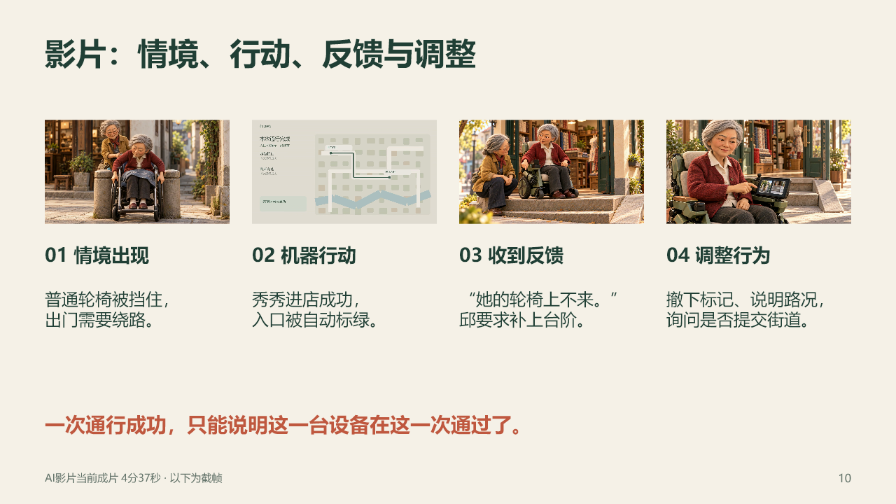 影片：情境、行动、反馈与调整
01 情境出现
普通轮椅被挡住，
出门需要绕路。
02 机器行动
秀秀进店成功，
入口被自动标绿。
03 收到反馈
“她的轮椅上不来。”
邱要求补上台阶。
04 调整行为
撤下标记、说明路况，
询问是否提交街道。
一次通行成功，只能说明这一台设备在这一次通过了。
AI影片当前成片 4分37秒 · 以下为截帧
10